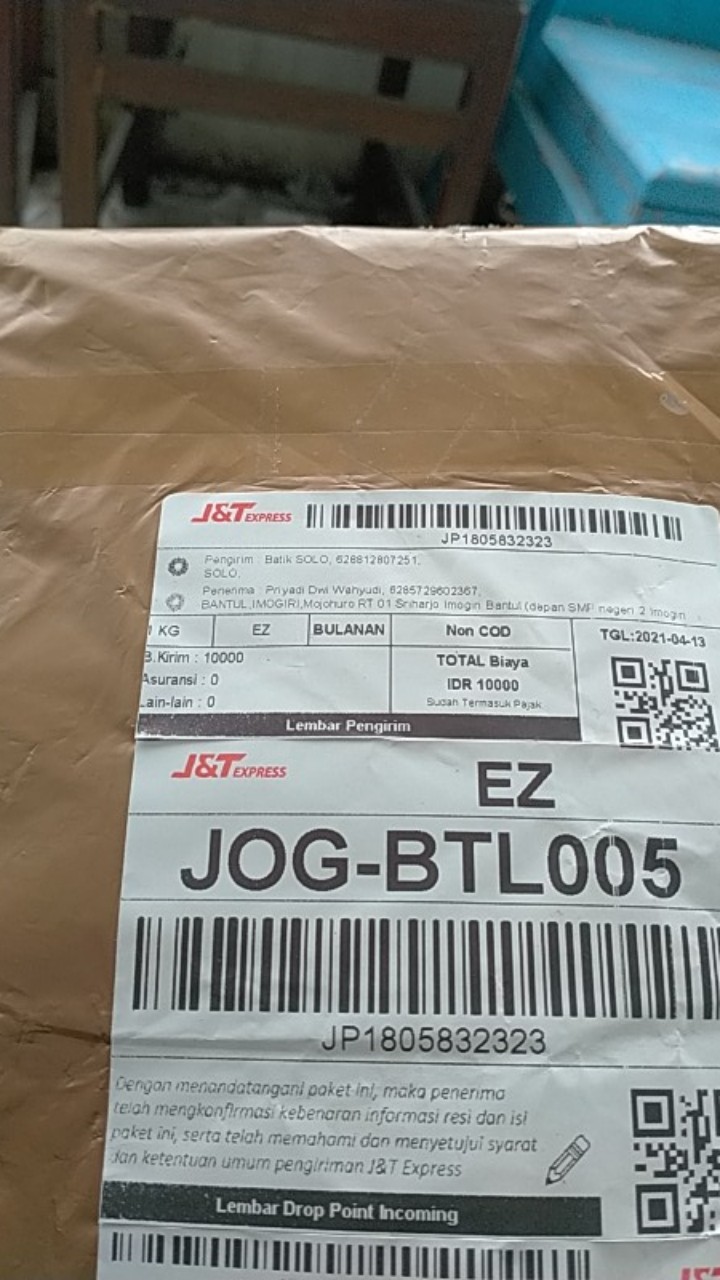 J&T EXPRESS
JP1805832323
Pengirim : Batik SOLO, 628812807251,
SOLO,
Penerima : Priyadi Dwi Wahyudi, 6285729602367,
BANTUL,IMOGIRI,Mojohuro RT 01 Sriharjo Imogiri Bantul (depan SMP negeri 2 Imogiri
1 KG EZ BULANAN Non COD TGL:2021-04-13
B.Kirim : 10000
Asuransi : 0
Lain-lain : 0
TOTAL Biaya
IDR 10000
Sudah Termasuk Pajak
Lembar Pengirim
J&T EXPRESS
EZ
JOG-BTL005
JP1805832323
Dengan menandatangani paket ini, maka penerima
telah mengkonfirmasi kebenaran informasi resi dan isi
paket ini, serta telah memahami dan menyetujui syarat
dan ketentuan umum pengiriman J&T Express
Lembar Drop Point Incoming